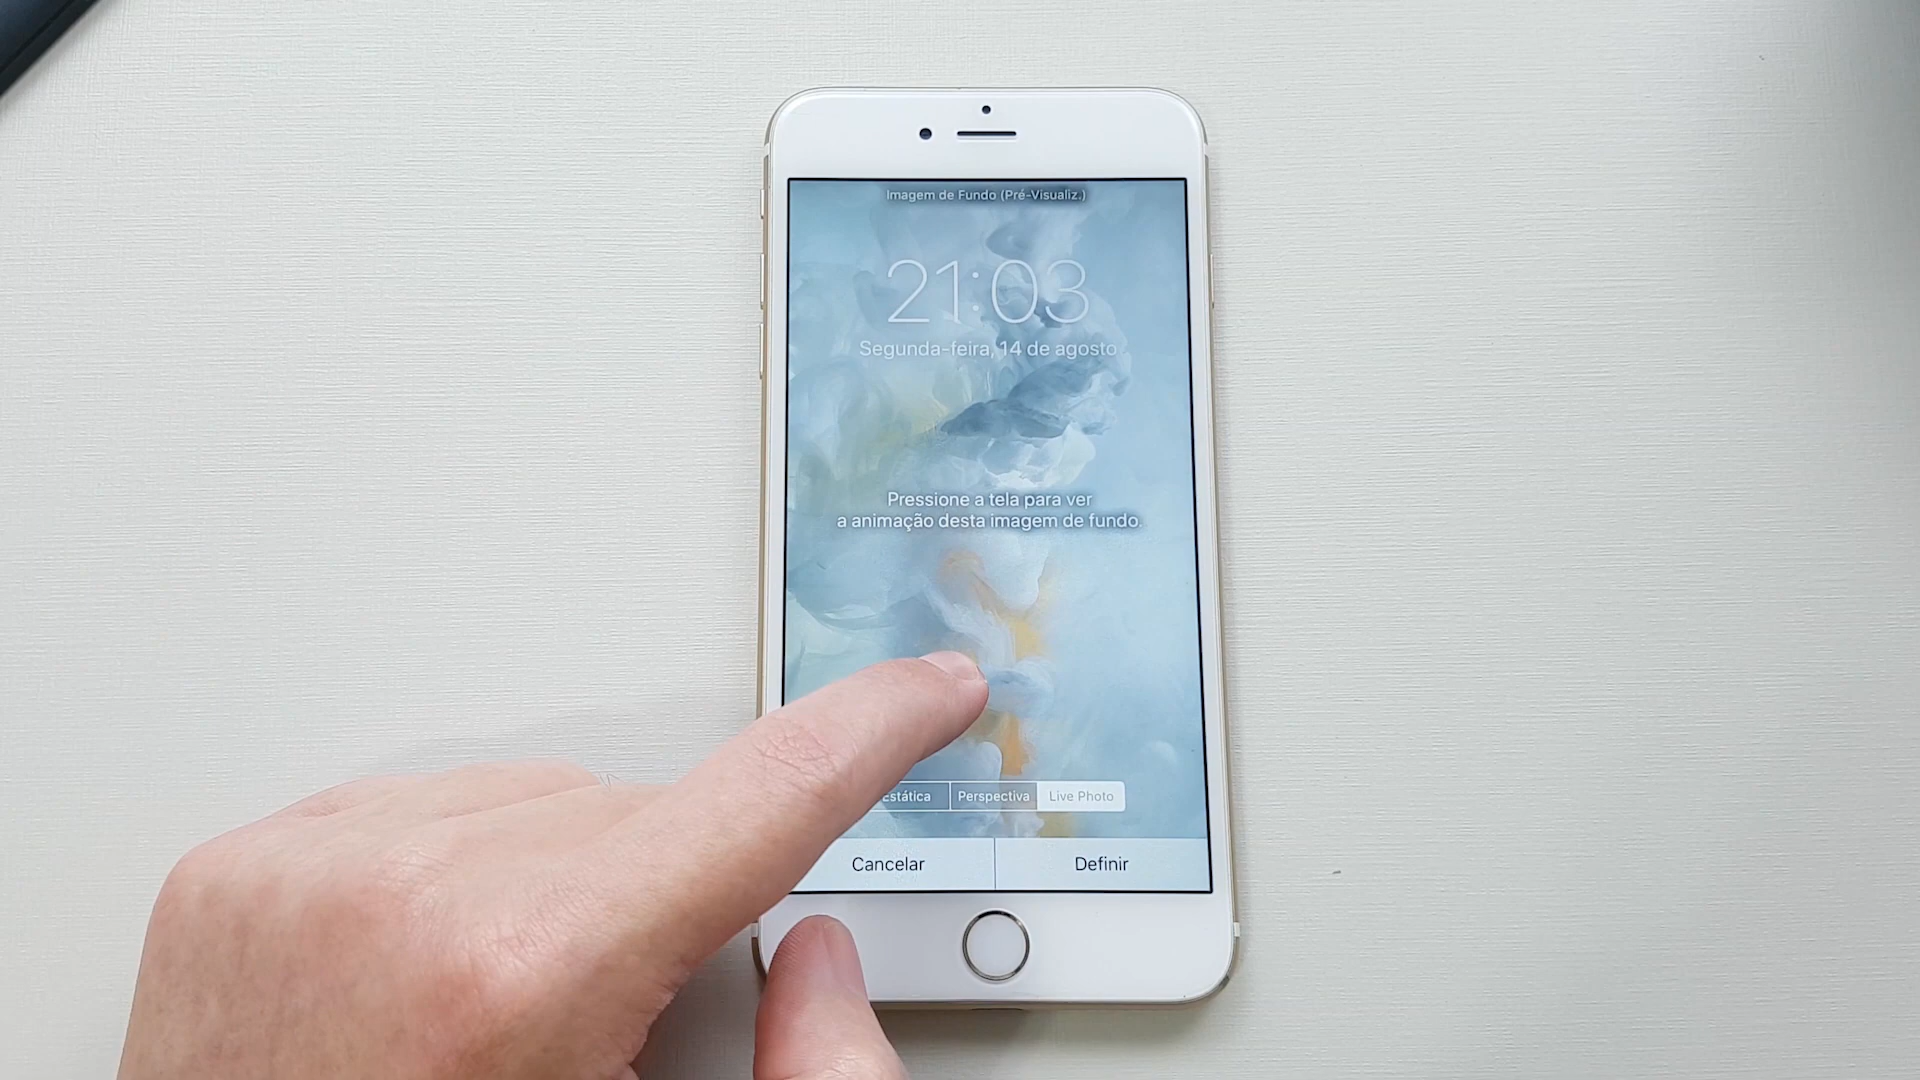 Imagem de Fundo (Pré-Visualiz.)
21:03
Segunda-feira, 14 de agosto
Pressione a tela para ver
a animação desta imagem de fundo.
Estática Perspectiva Live Photo
Cancelar Definir